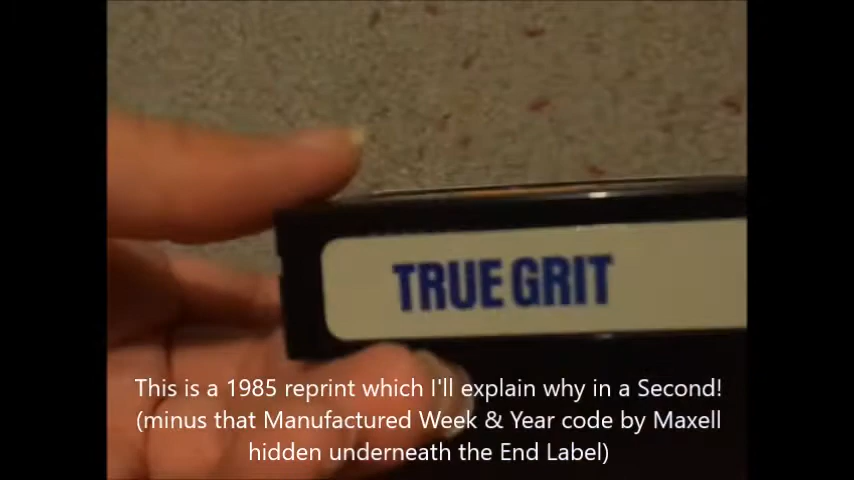 TRUE GRIT
This is a 1985 reprint which I'll explain why in a Second!
(minus that Manufactured Week & Year code by Maxell
hidden underneath the End Label)